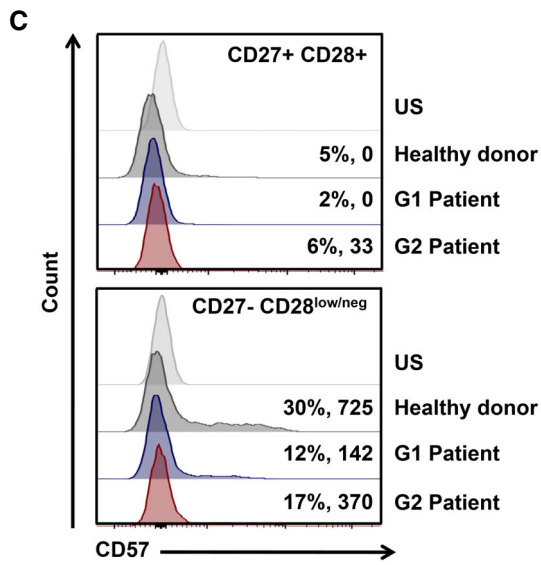 C
CD27+ CD28+
US
5%, 0 Healthy donor
2%, 0 G1 Patient
6%, 33 G2 Patient
Count
CD27- CD28low/neg
US
30%, 725 Healthy donor
12%, 142 G1 Patient
17%, 370 G2 Patient
CD57